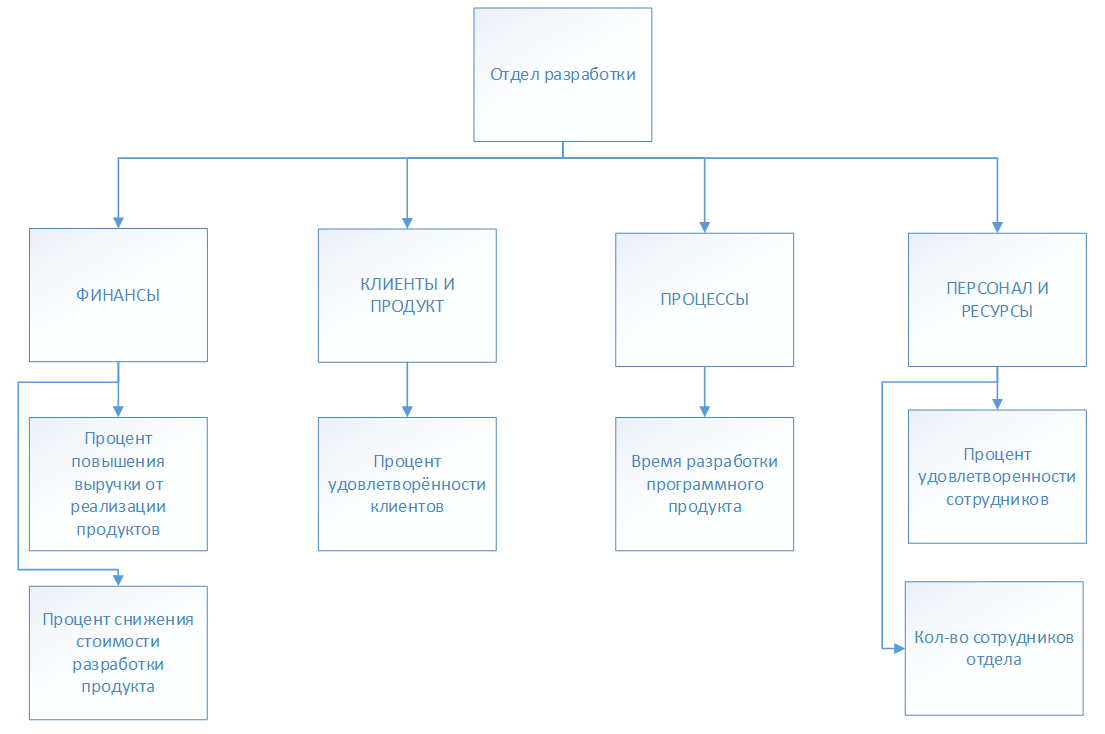 Отдел разработки
ФИНАНСЫ
КЛИЕНТЫ И
ПРОДУКТ
ПРОЦЕССЫ
ПЕРСОНАЛ И
РЕСУРСЫ
Процент
повышения
выручки от
реализации
продуктов
Процент
удовлетворённости
клиентов
Время разработки
программного
продукта
Процент
удовлетворенности
сотрудников
Процент снижения
стоимости
разработки
продукта
Кол-во сотрудников
отдела